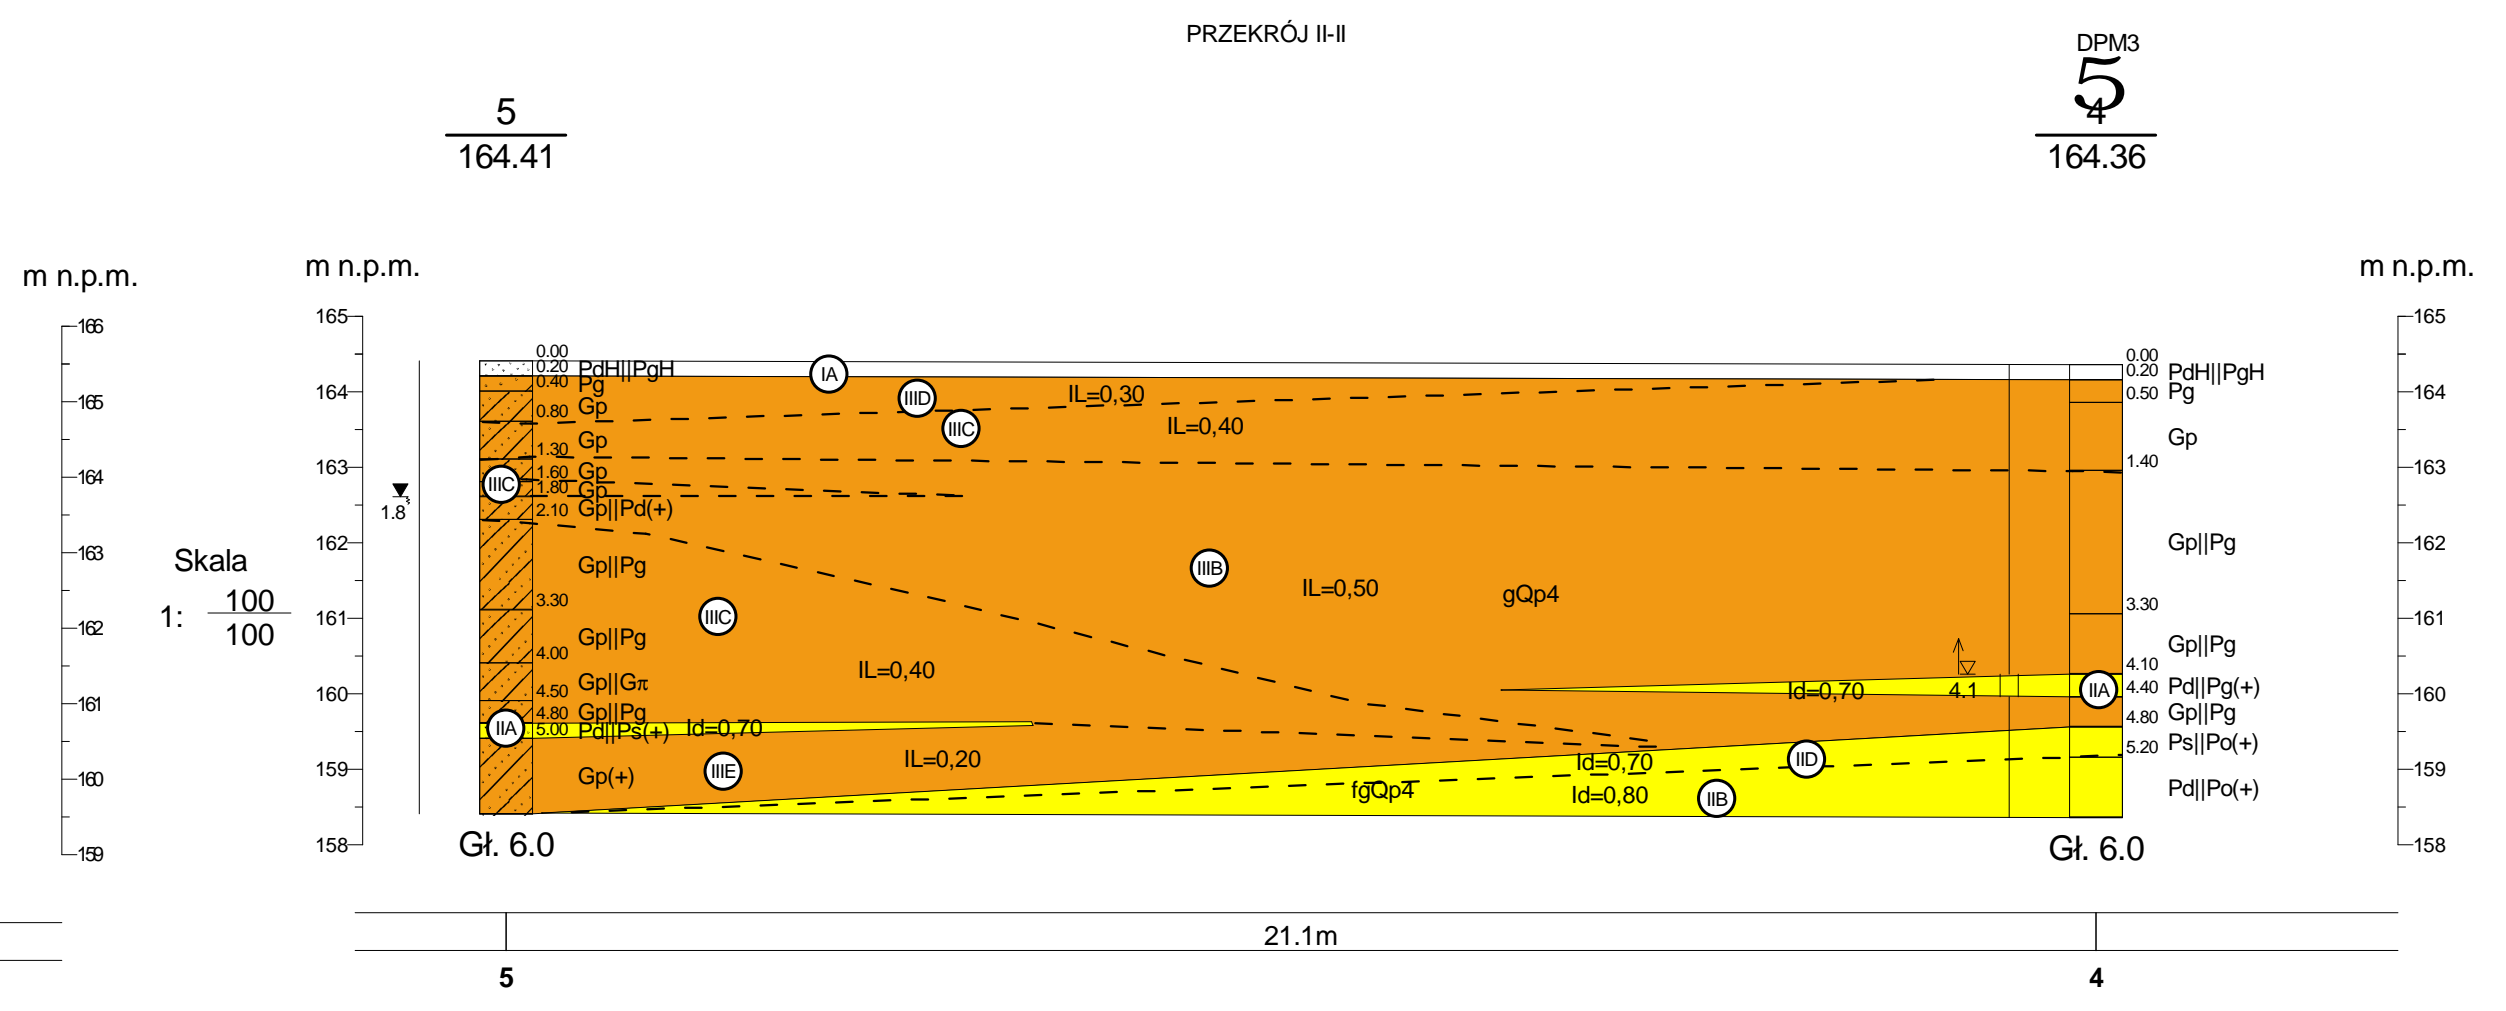 PRZEKRÓJ II-II
DPM3
5
5
4
164.41
164.36
m n.p.m.
m n.p.m.
m n.p.m.
166
165
164
163
162
161
160
159
Skala
1: 100
100
165
164
163
162
161
160
159
158
1.8
0.00
0.20 PdH||PgH
0.40 Pg
0.80 Gp
Gp
1.30
1.60 Gp
1.80 Gp
2.10 Gp||Pd(+)
Gp||Pg
3.30
Gp||Pg
4.00
Gp||Gπ
4.50
4.80 Gp||Pg
5.00 Pd||Ps(+)
Gp(+)
Gł. 6.0
IIIC
IIA
IA
IIID
IIIC
IL=0,30
IL=0,40
IIIB
IL=0,50
gQp4
IIIC
IL=0,40
Id=0,70
IIIE
IL=0,20
Id=0,70
4.1
IIA
Id=0,70
IID
fgQp4
Id=0,80
IIB
0.00
0.20 PdH||PgH
0.50 Pg
Gp
1.40
Gp||Pg
3.30
Gp||Pg
4.10
4.40 Pd||Pg(+)
4.80 Gp||Pg
5.20 Ps||Po(+)
Pd||Po(+)
Gł. 6.0
165
164
163
162
161
160
159
158
21.1m
5
4